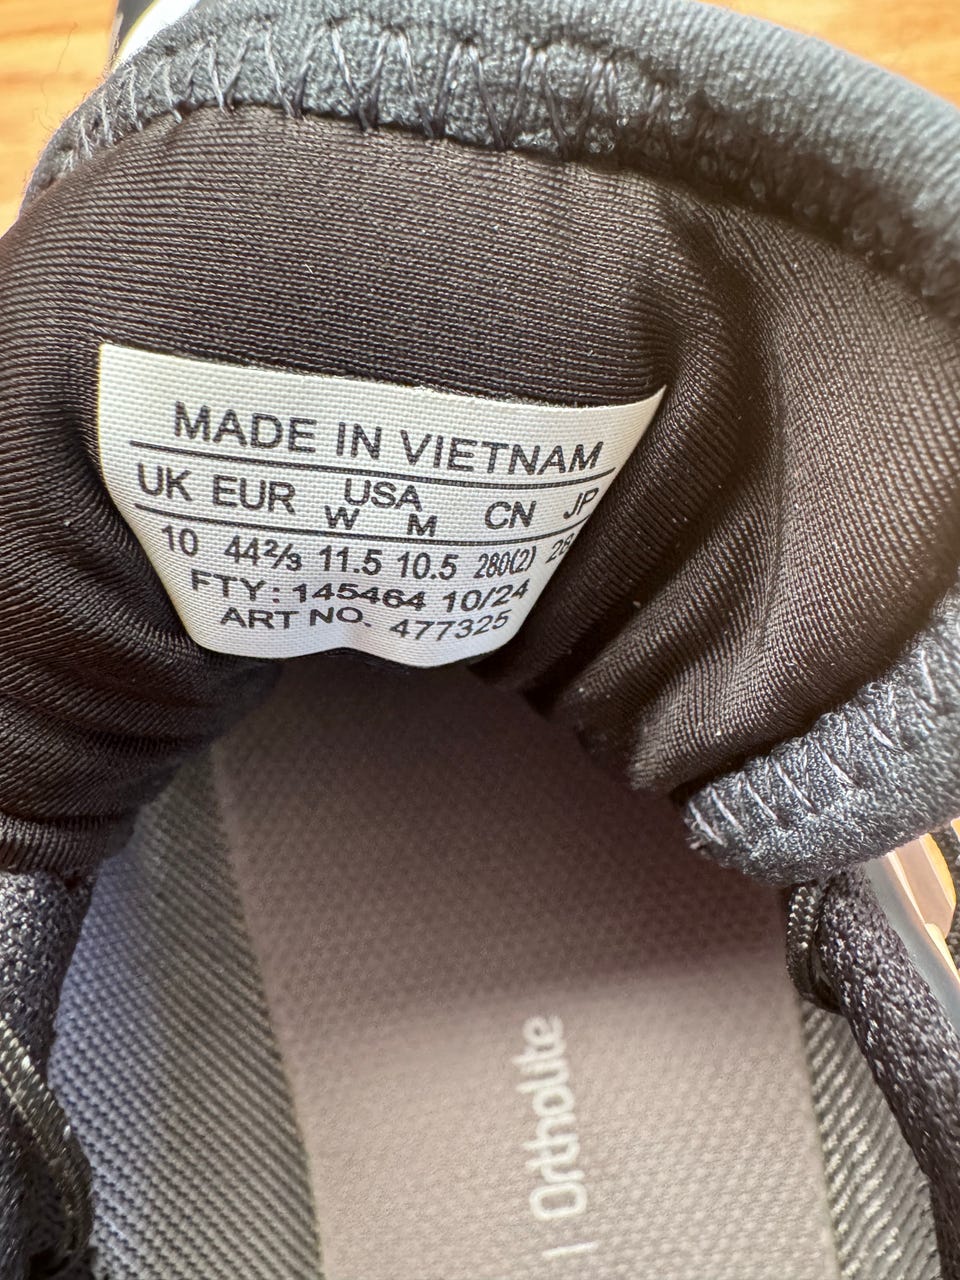 MADE IN VIETNAM
UK EUR USA CN JP
W M
10 44⅔ 11.5 10.5 280(2)
FTY: 145464 10/24
ART NO. 477325
| Ortholite